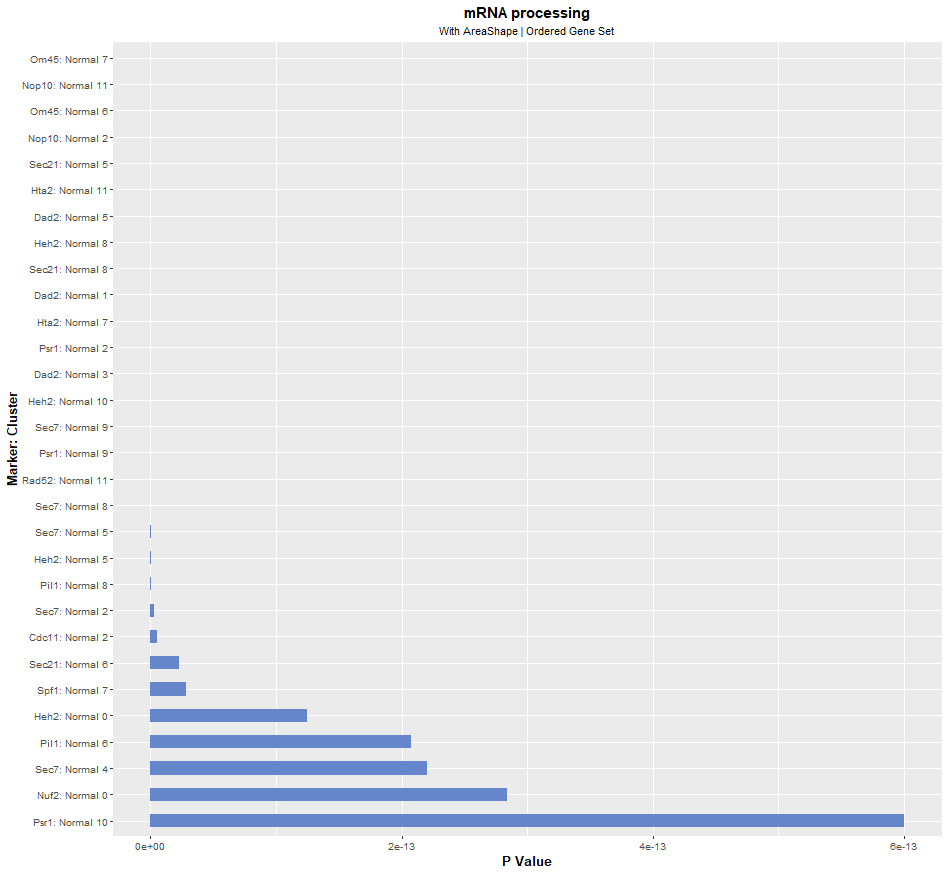 mRNA processing
With AreaShape | Ordered Gene Set
Marker: Cluster
Om45: Normal 7
Nop10: Normal 11
Om45: Normal 6
Nop10: Normal 2
Sec21: Normal 5
Hta2: Normal 11
Dad2: Normal 5
Heh2: Normal 8
Sec21: Normal 8
Dad2: Normal 1
Hta2: Normal 7
Psr1: Normal 2
Dad2: Normal 3
Heh2: Normal 10
Sec7: Normal 9
Psr1: Normal 9
Rad52: Normal 11
Sec7: Normal 8
Sec7: Normal 5
Heh2: Normal 5
Pil1: Normal 8
Sec7: Normal 2
Cdc11: Normal 2
Sec21: Normal 6
Spf1: Normal 7
Heh2: Normal 0
Pil1: Normal 6
Sec7: Normal 4
Nuf2: Normal 0
Psr1: Normal 10
0e+00 2e-13 4e-13 6e-13
P Value